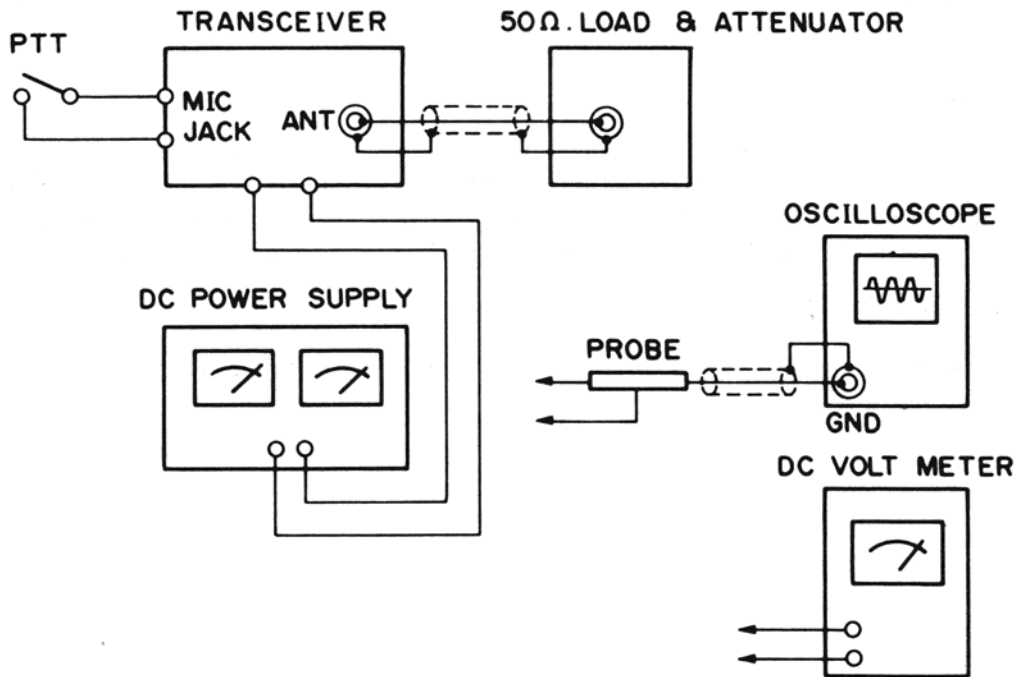 TRANSCEIVER
50Ω.LOAD & ATTENUATOR
PTT
MIC
JACK
ANT
OSCILLOSCOPE
DC POWER SUPPLY
PROBE
GND
DC VOLT METER